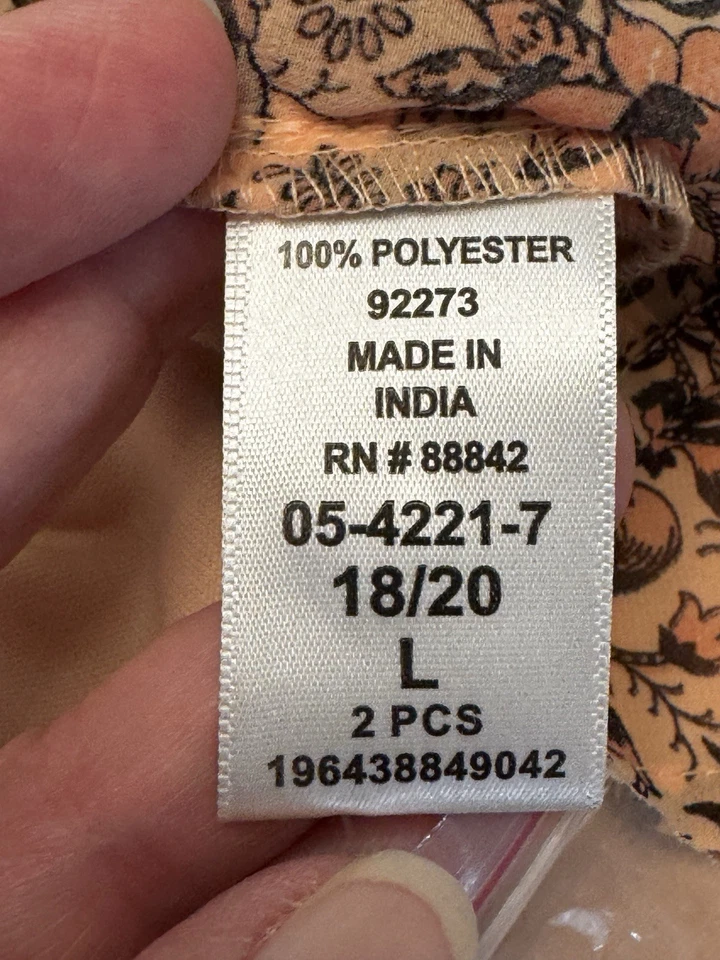 100% POLYESTER
92273
MADE IN
INDIA
RN # 88842
05-4221-7
18/20
L
2 PCS
196438849042